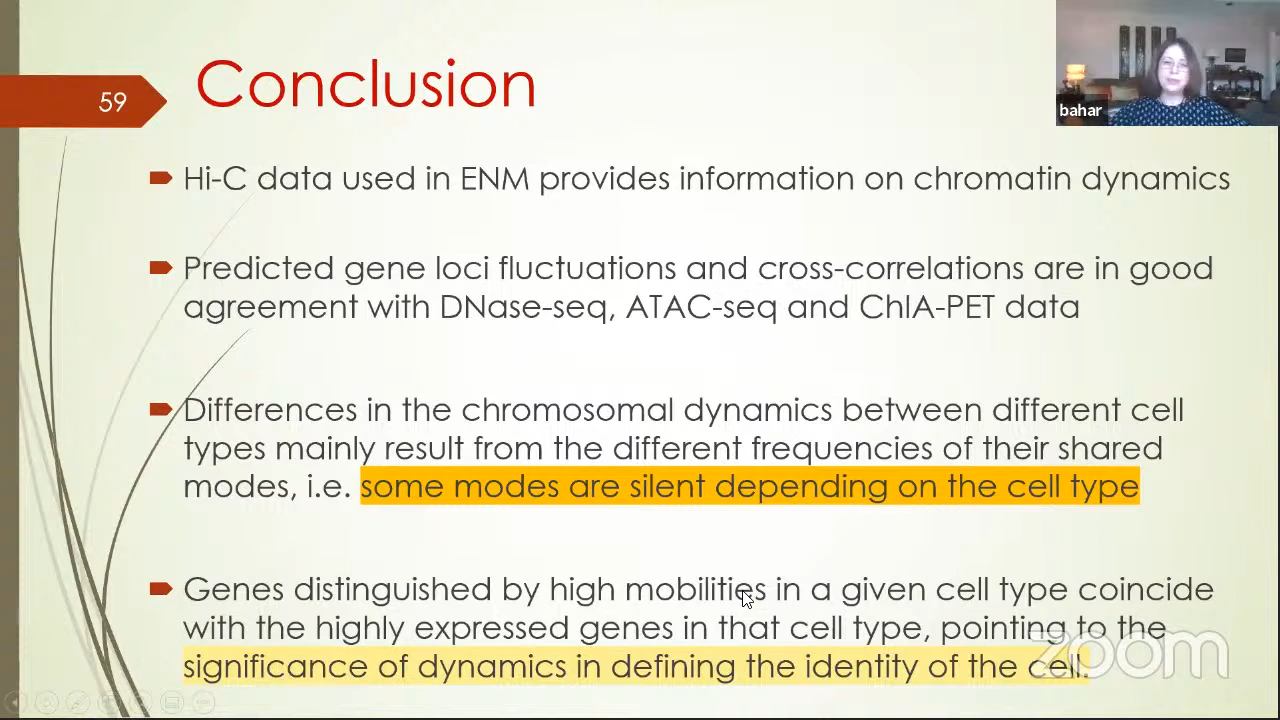 Conclusion
59
bahar
Hi-C data used in ENM provides information on chromatin dynamics
Predicted gene loci fluctuations and cross-correlations are in good
agreement with DNase-seq, ATAC-seq and ChIA-PET data
Differences in the chromosomal dynamics between different cell
types mainly result from the different frequencies of their shared
modes, i.e. some modes are silent depending on the cell type
Genes distinguished by high mobilities in a given cell type coincide
with the highly expressed genes in that cell type, pointing to the
significance of dynamics in defining the identity of the cell.
zoom